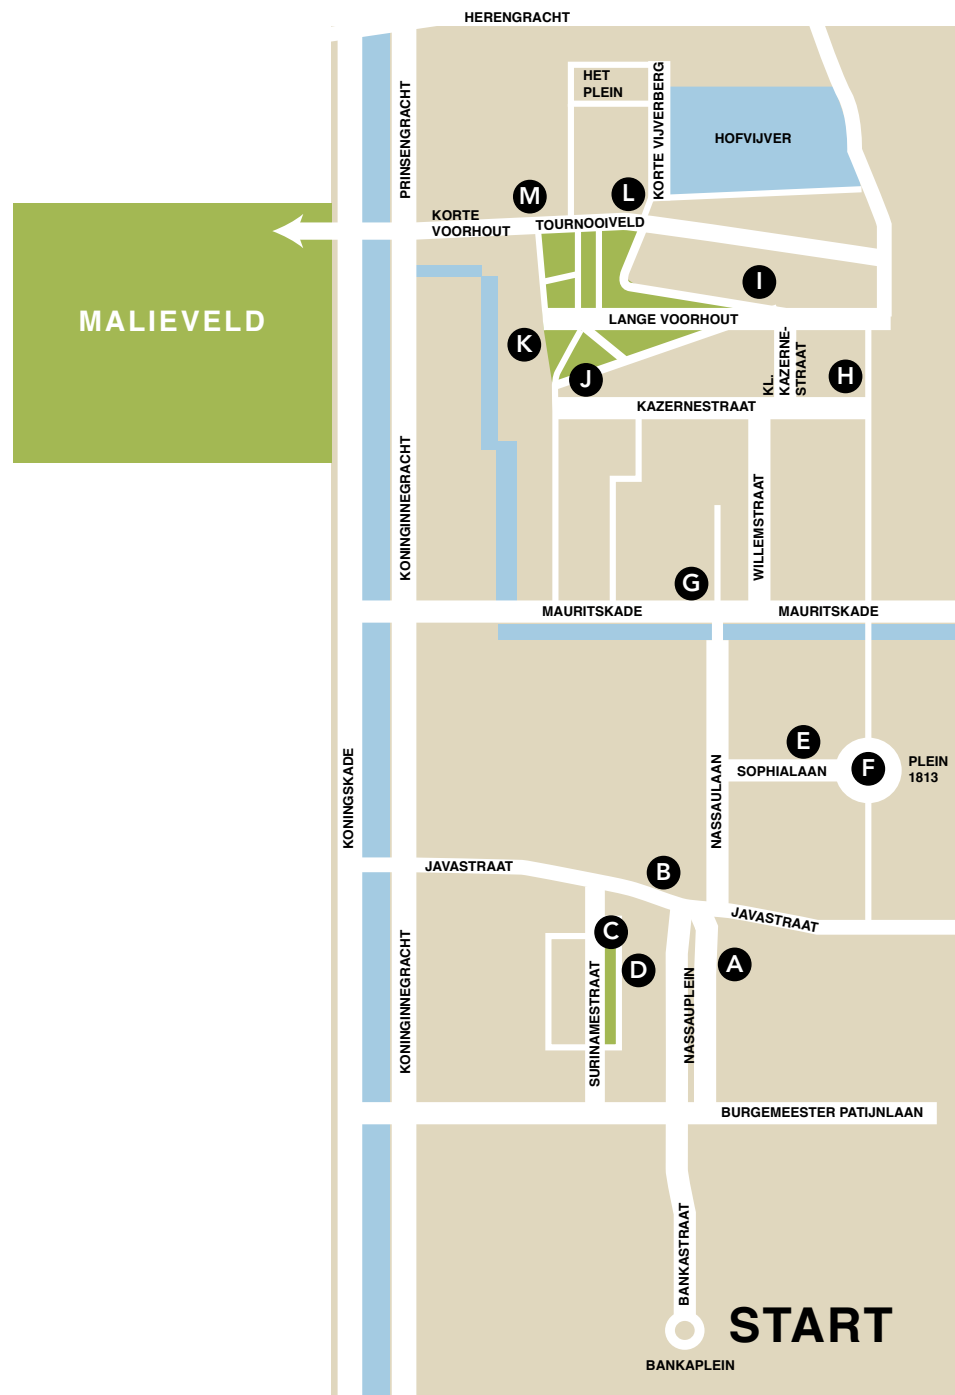 HERENGRACHT
HET
PLEIN
KORTE VIJVERBERG
HOFVIJVER
PRINSENGRACHT
M
L
KORTE
VOORHOUT
TOURNOOIVELD
MALIEVELD
I
LANGE VOORHOUT
K
J
KL.
KAZERNE-
STRAAT
H
KAZERNESTRAAT
KONINGINNEGRACHT
WILLEMSTRAAT
G
MAURITSKADE
MAURITSKADE
E
F
SOPHIALAAN
PLEIN
1813
KONINGSKADE
NASSAULAAN
JAVASTRAAT
B
JAVASTRAAT
C
D
A
KONINGINNEGRACHT
SURINAMESTRAAT
NASSAUPLEIN
BURGEMEESTER PATIJNLAAN
BANKASTRAAT
START
BANKAPLEIN